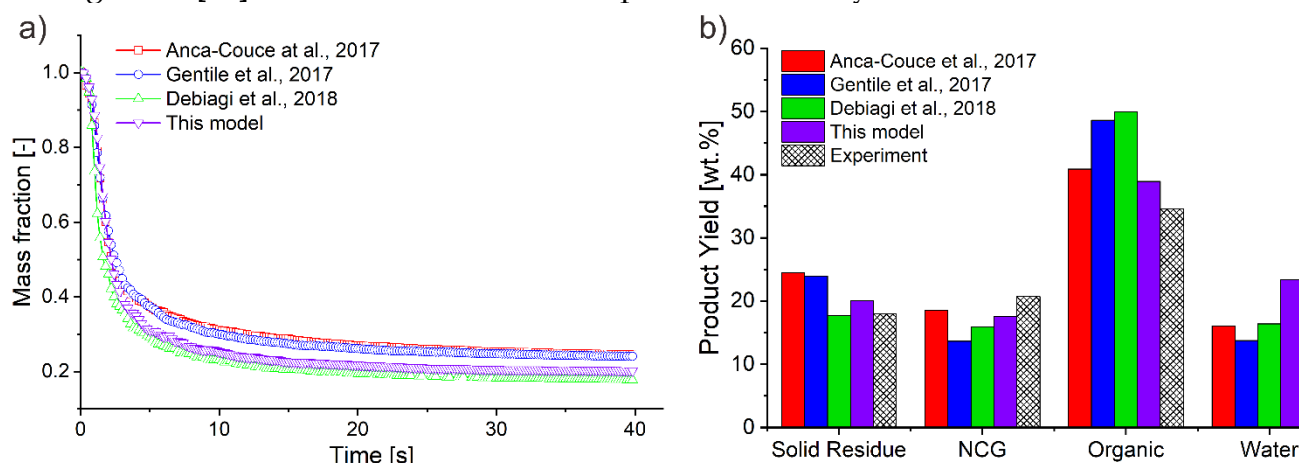 a)
Anca-Couce at al., 2017
Gentile et al., 2017
Debiagi et al., 2018
This model
Mass fraction [-]
1.0
0.8
0.6
0.4
0.2
0 10 20 30 40
Time [s]
b)
Anca-Couce et al., 2017
Gentile et al., 2017
Debiagi et al., 2018
This model
Experiment
Product Yield [wt.%]
60
50
40
30
20
10
0
Solid Residue NCG Organic Water